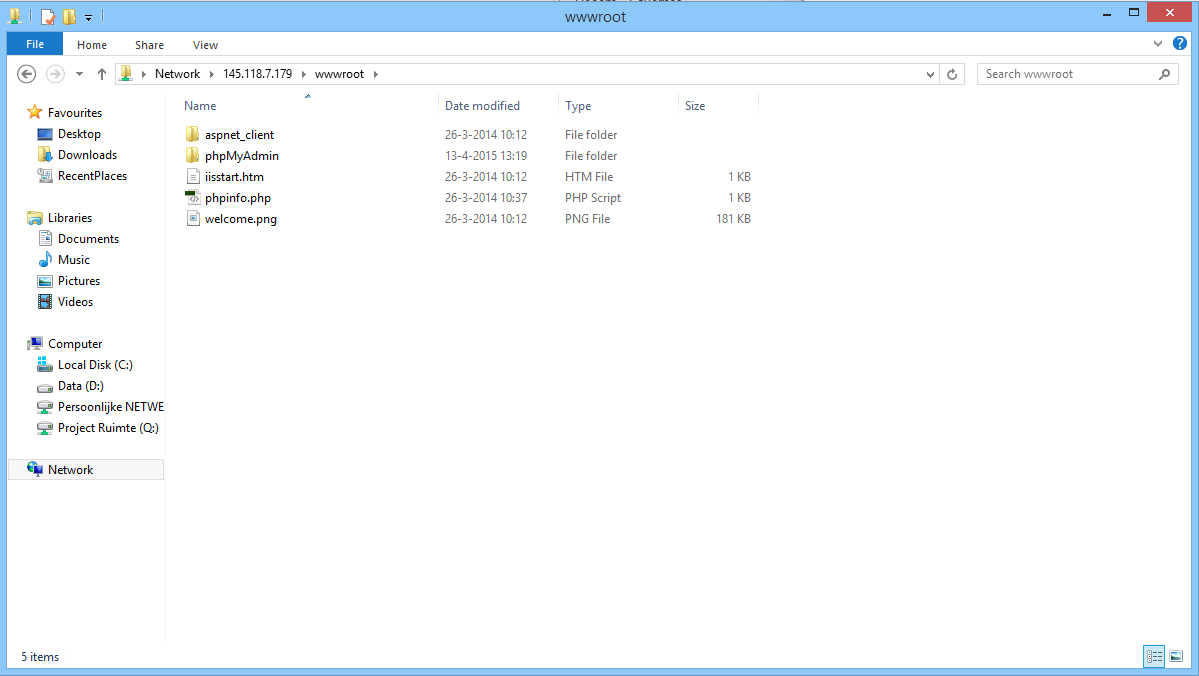 wwwroot
File Home Share View
Network 145.118.7.179 wwwroot
Search wwwroot
Name Date modified Type Size
Favourites
Desktop
Downloads
RecentPlaces
Libraries
Documents
Music
Pictures
Videos
Computer
Local Disk (C:)
Data (D:)
Persoonlijke NETWE
Project Ruimte (Q:)
Network
aspnet_client 26-3-2014 10:12 File folder
phpMyAdmin 13-4-2015 13:19 File folder
iisstart.htm 26-3-2014 10:12 HTM File 1 KB
phpinfo.php 26-3-2014 10:37 PHP Script 1 KB
welcome.png 26-3-2014 10:12 PNG File 181 KB
5 items